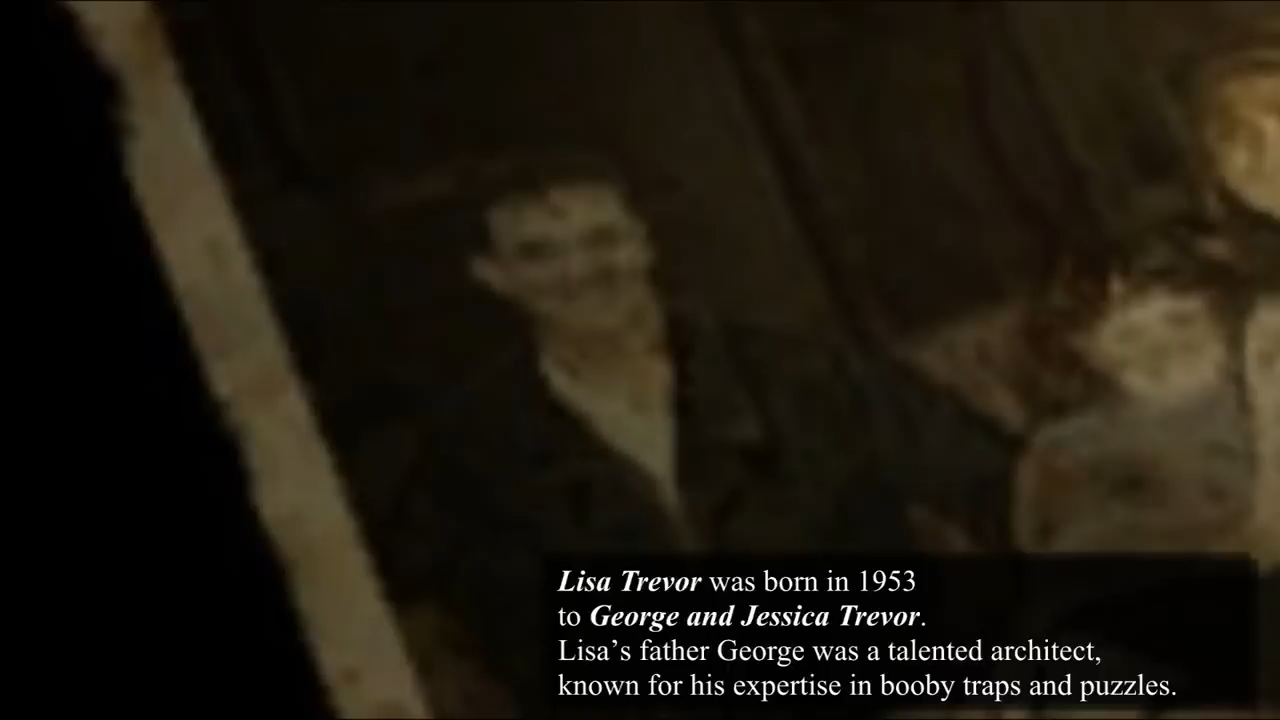 Lisa Trevor was born in 1953
to George and Jessica Trevor.
Lisa’s father George was a talented architect,
known for his expertise in booby traps and puzzles.